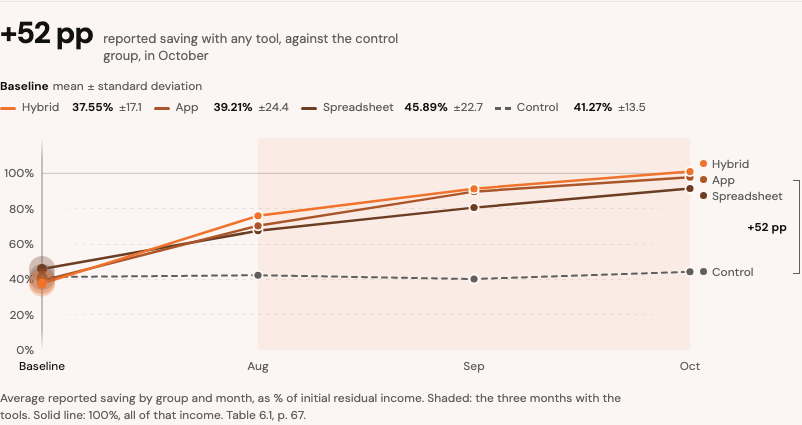 +52 pp reported saving with any tool, against the control
group, in October
Baseline mean ± standard deviation
Hybrid 37.55% ±17.1 App 39.21% ±24.4 Spreadsheet 45.89% ±22.7 Control 41.27% ±13.5
100%
80%
60%
40%
20%
0%
Hybrid
App
Spreadsheet
+52 pp
Control
Baseline Aug Sep Oct
Average reported saving by group and month, as % of initial residual income. Shaded: the three months with the
tools. Solid line: 100%, all of that income. Table 6.1, p. 67.